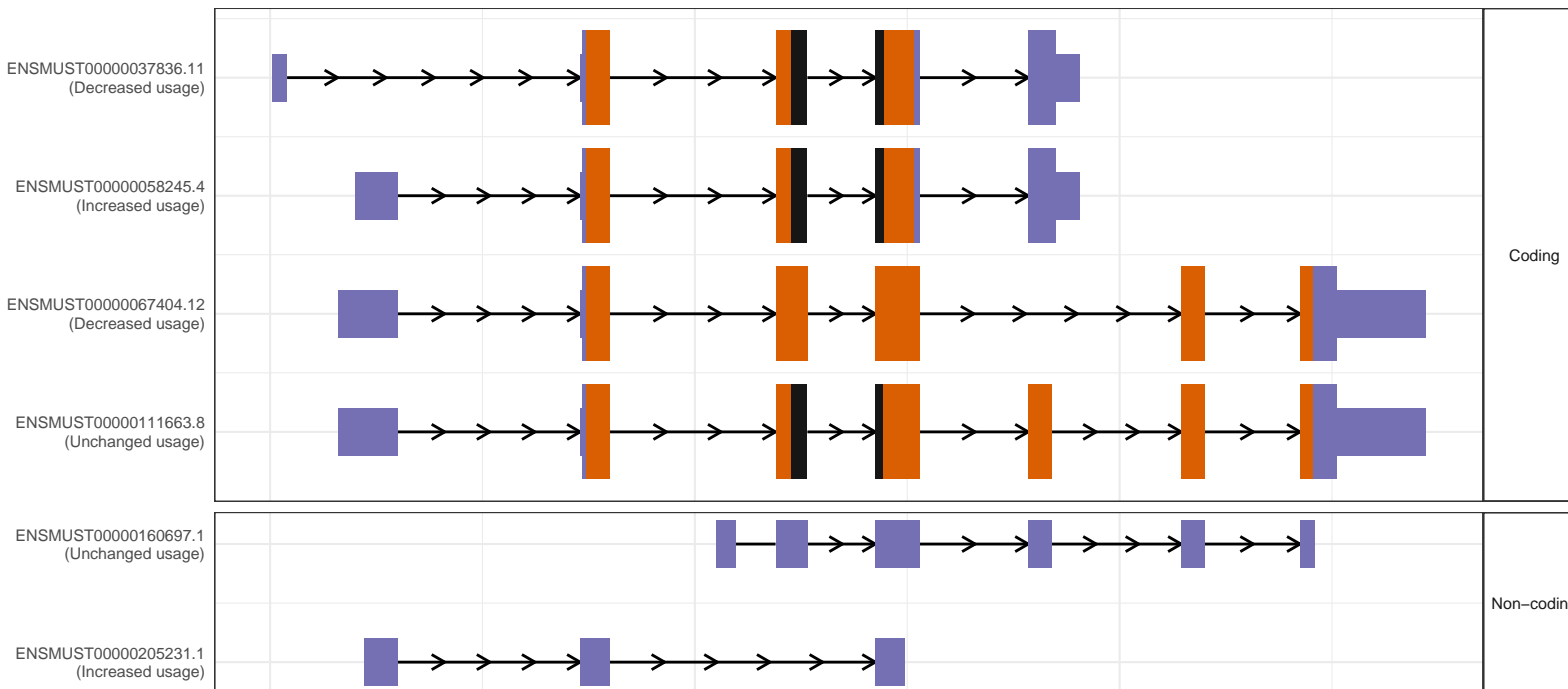 ENSMUST00000037836.11
(Decreased usage)
ENSMUST00000058245.4
(Increased usage)
ENSMUST00000067404.12
(Decreased usage)
ENSMUST00000111663.8
(Unchanged usage)
Coding
ENSMUST00000160697.1
(Unchanged usage)
ENSMUST00000205231.1
(Increased usage)
Non−codin